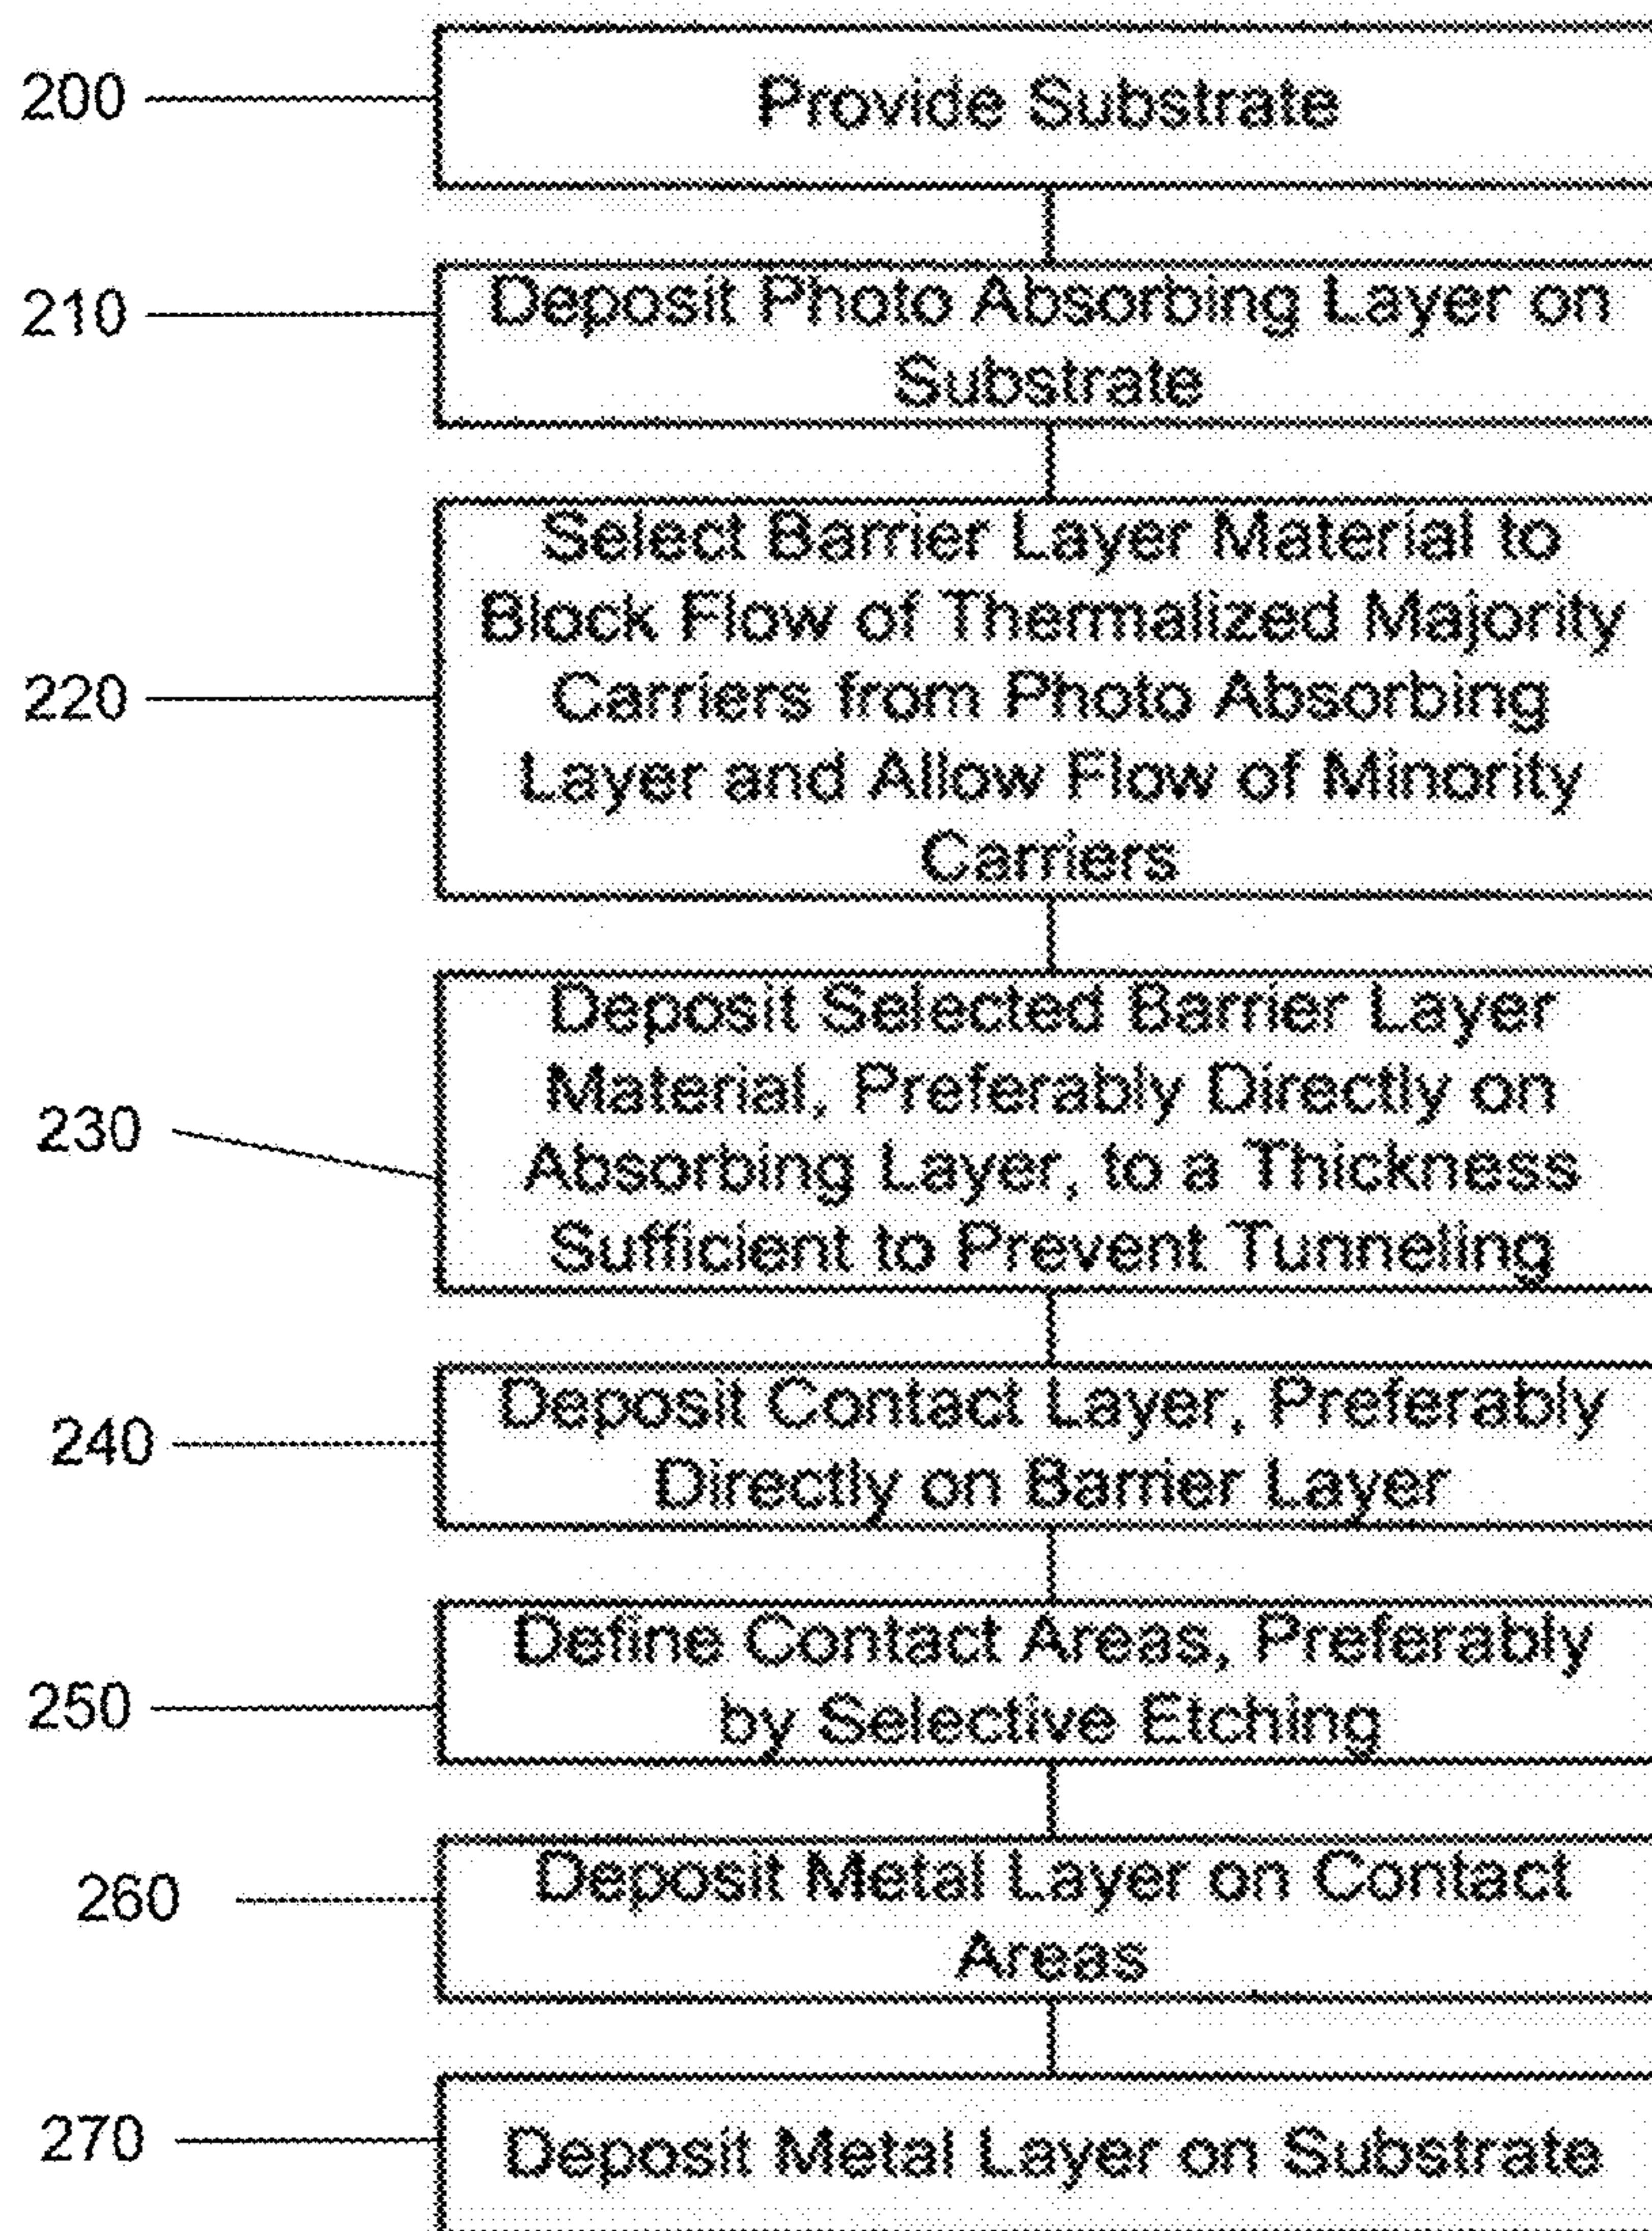 200
Provide Substrate
210
Deposit Photo Absorbing Layer on
Substrate
220
Select Barrier Layer Material to
Block Flow of Thermalized Majority
Carriers from Photo Absorbing
Layer and Allow Flow of Minority
Carriers
230
Deposit Selected Barrier Layer
Material, Preferably Directly on
Absorbing Layer, to a Thickness
Sufficient to Prevent Tunneling
240
Deposit Contact Layer, Preferably
Directly on Barrier Layer
250
Define Contact Areas, Preferably
by Selective Etching
260
Deposit Metal Layer on Contact
Areas
270
Deposit Metal Layer on Substrate